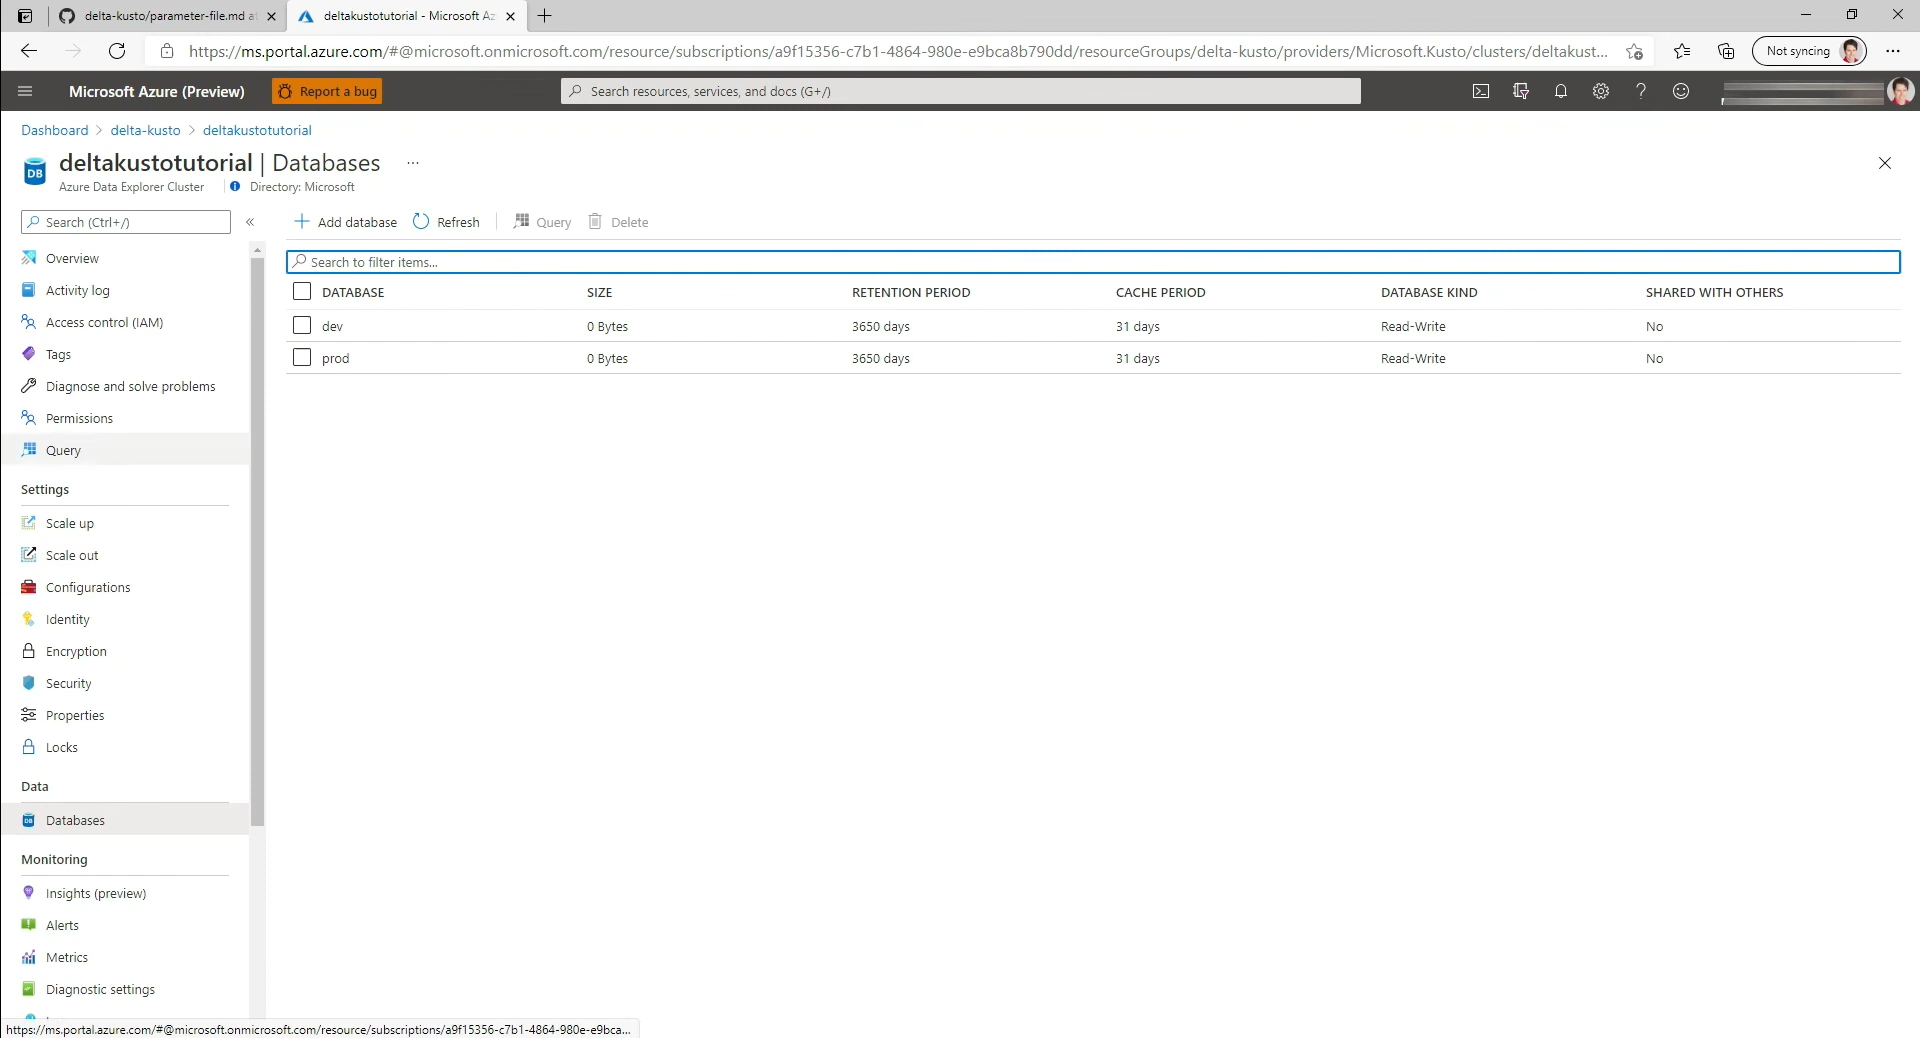 delta-kusto/parameter-file.md at
deltakustotutorial - Microsoft Az
https://ms.portal.azure.com/#@microsoft.onmicrosoft.com/resource/subscriptions/a9f15356-c7b1-4864-980e-e9bca8b790dd/resourceGroups/delta-kusto/providers/Microsoft.Kusto/clusters/deltakust...
Not syncing
Microsoft Azure (Preview)
Report a bug
Search resources, services, and docs (G+/)
Dashboard > delta-kusto > deltakustotutorial
DB
deltakustotutorial | Databases ...
Azure Data Explorer Cluster
Directory: Microsoft
Search (Ctrl+/)
«
Add database
Refresh
Query
Delete
Search to filter items...
DATABASE SIZE RETENTION PERIOD CACHE PERIOD DATABASE KIND SHARED WITH OTHERS
dev 0 Bytes 3650 days 31 days Read-Write No
prod 0 Bytes 3650 days 31 days Read-Write No
Overview
Activity log
Access control (IAM)
Tags
Diagnose and solve problems
Permissions
Query
Settings
Scale up
Scale out
Configurations
Identity
Encryption
Security
Properties
Locks
Data
Databases
Monitoring
Insights (preview)
Alerts
Metrics
Diagnostic settings
https://ms.portal.azure.com/#@microsoft.onmicrosoft.com/resource/subscriptions/a9f15356-c7b1-4864-980e-e9bca...